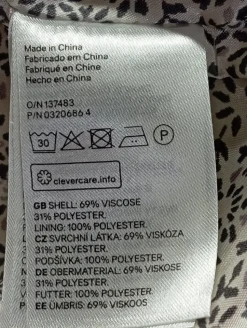 Made in China
Fabricado em China
Fabriqué en China
Hecho en China
O/N 137483
P/N 0320686 4
30
clevercare.info
GB SHELL: 69% VISCOSE
31% POLYESTER.
LINING: 100% POLYESTER.
CZ SVRCHNÍ LÁTKA: 69% VISKÓZA
31% POLYESTER.
PODŠÍVKA: 100% POLYESTER.
DE OBERMATERIAL: 69% VISKOSE
31% POLYESTER.
FUTTER: 100% POLYESTER.
EE ÜMBRIS: 69% VISKOOS